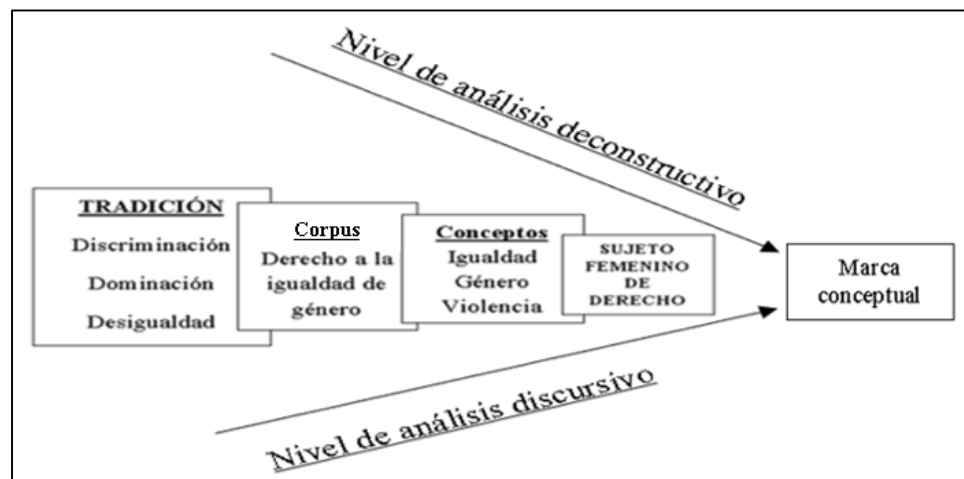 Nivel de análisis deconstructivo
TRADICIÓN
Discriminación
Dominación
Desigualdad
Corpus
Derecho a la
igualdad de
género
Conceptos
Igualdad
Género
Violencia
SUJETO
FEMENINO
DE
DERECHO
Marca
conceptual
Nivel de análisis discursivo